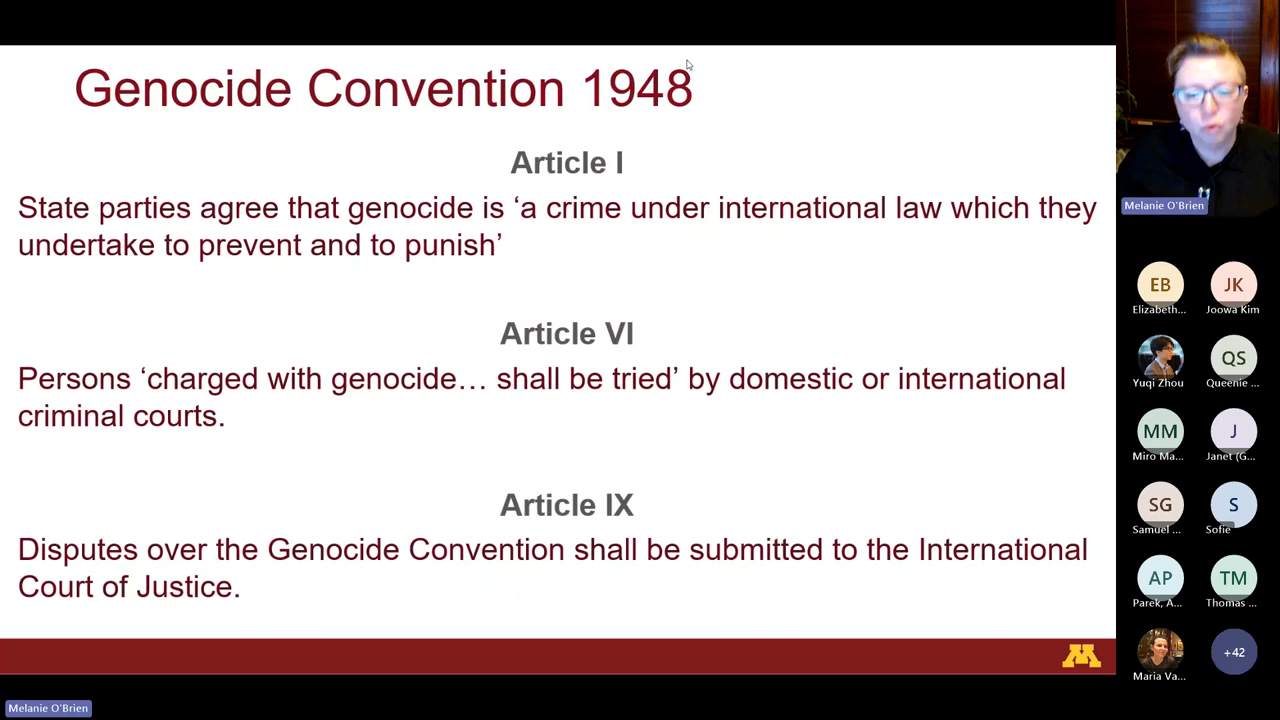 Genocide Convention 1948
Article I
State parties agree that genocide is ‘a crime under international law which they
undertake to prevent and to punish’
Article VI
Persons ‘charged with genocide… shall be tried’ by domestic or international
criminal courts.
Article IX
Disputes over the Genocide Convention shall be submitted to the International
Court of Justice.
M
Melanie O'Brien
Melanie O'Brien
EB
JK
Elizabeth...
Joowa Kim
QS
Yuqi Zhou
Queenie ...
MM
J
Miro Ma...
Janet (G...
SG
S
Samuel ...
Sofie
AP
TM
Parek, A...
Thomas ...
+42
Maria Va...